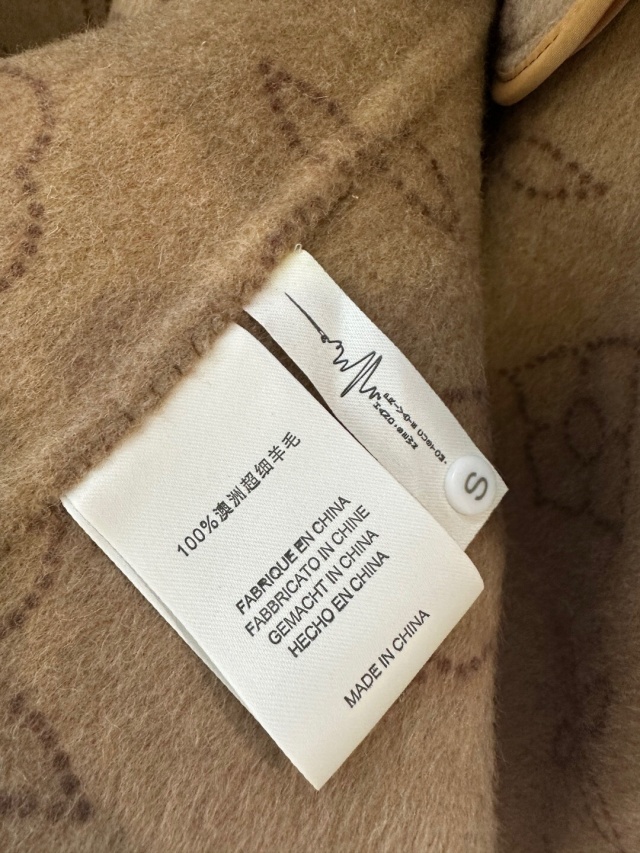 100%澳洲超细羊毛
FABRIQUE EN CHINA
FABBRICATO IN CHINE
GEMACHT IN CHINA
HECHO EN CHINA
MADE IN CHINA
S